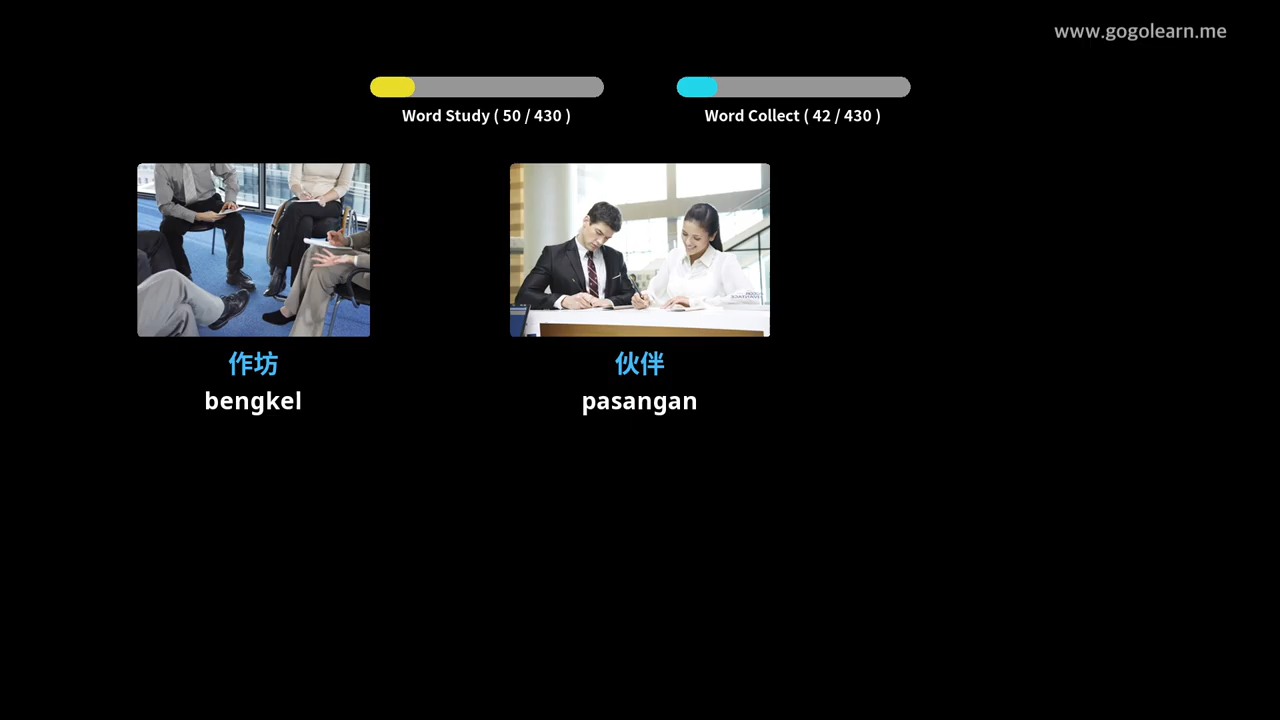 www.gogolearn.me
Word Study ( 50 / 430 )
Word Collect ( 42 / 430 )
作坊
bengkel
伙伴
pasangan